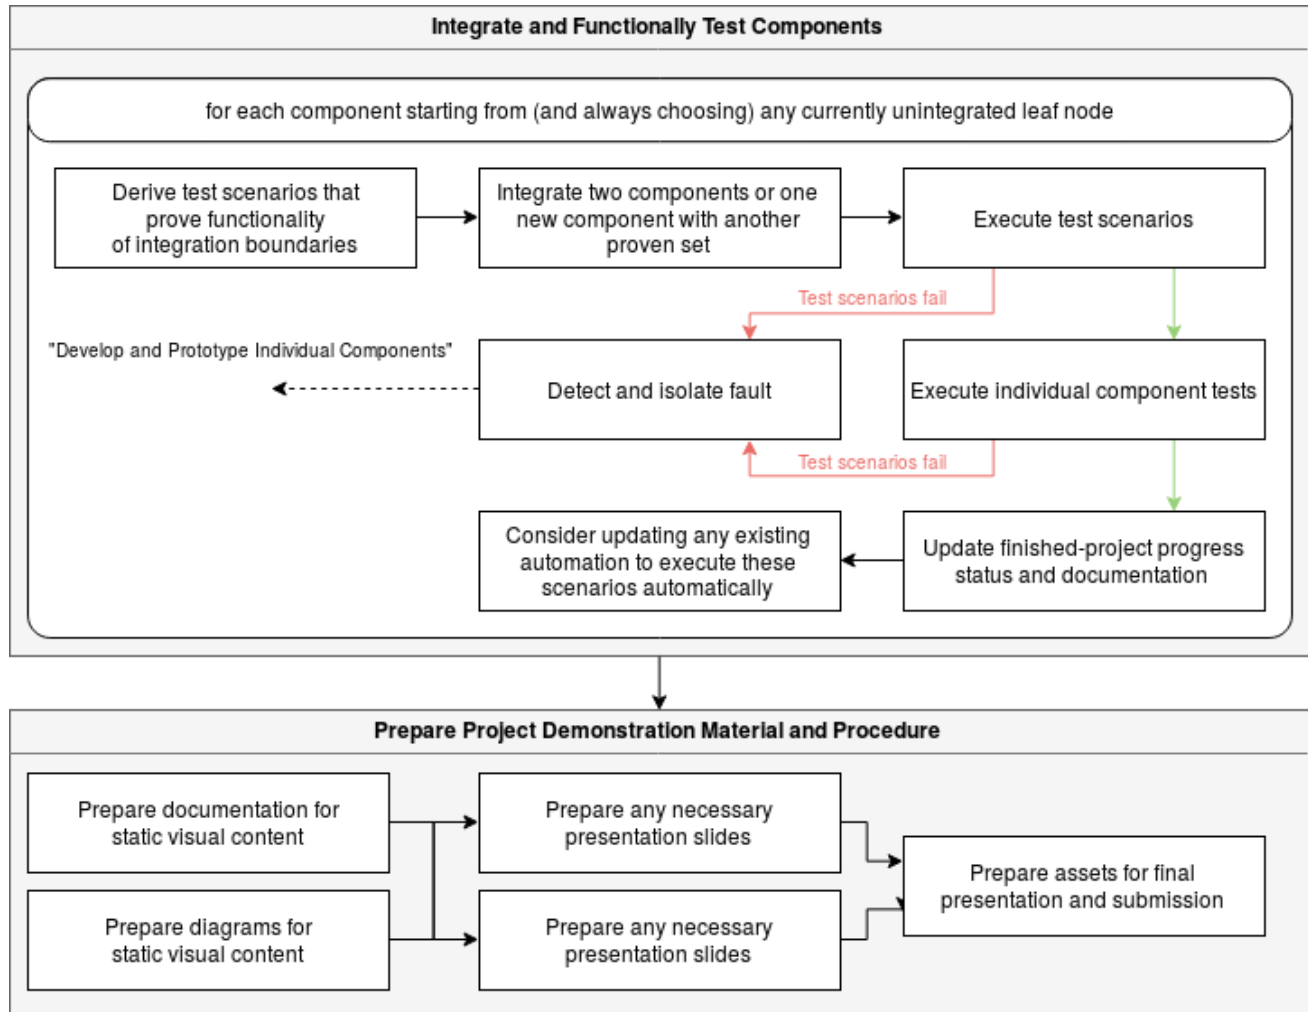 Integrate and Functionally Test Components
for each component starting from (and always choosing) any currently unintegrated leaf node
Derive test scenarios that
prove functionality
of integration boundaries
Integrate two components or one
new component with another
proven set
Execute test scenarios
Test scenarios fail
"Develop and Prototype Individual Components"
Detect and isolate fault
Execute individual component tests
Test scenarios fail
Consider updating any existing
automation to execute these
scenarios automatically
Update finished-project progress
status and documentation
Prepare Project Demonstration Material and Procedure
Prepare documentation for
static visual content
Prepare any necessary
presentation slides
Prepare assets for final
presentation and submission
Prepare diagrams for
static visual content
Prepare any necessary
presentation slides